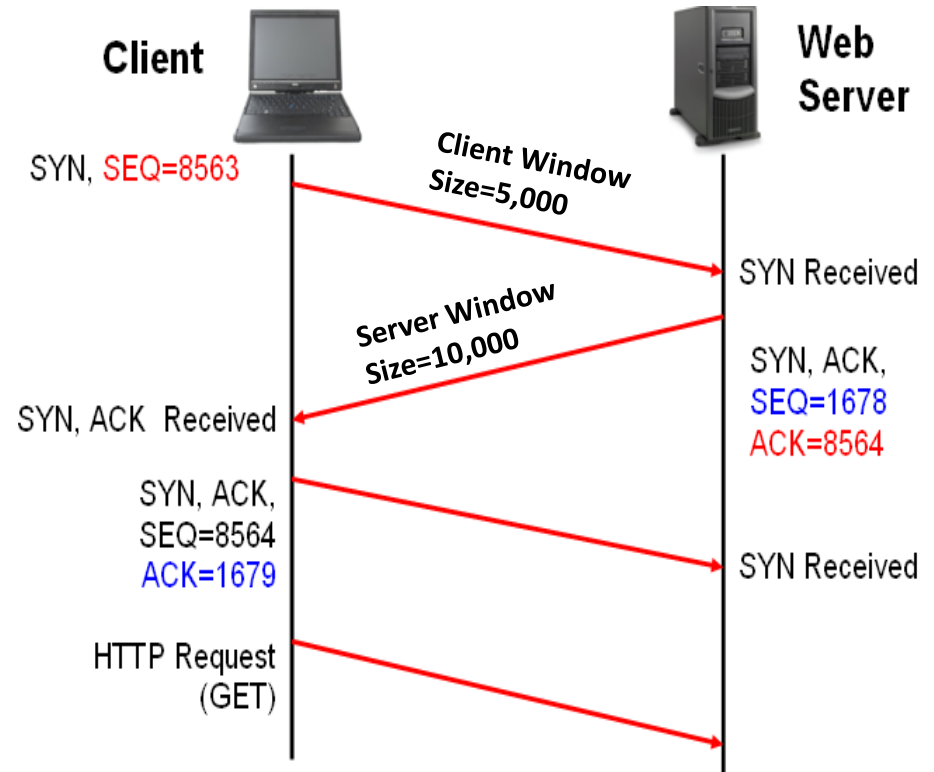 Client
Web
Server
SYN, SEQ=8563
Client Window
Size=5,000
SYN Received
Server Window
Size=10,000
SYN, ACK,
SEQ=1678
ACK=8564
SYN, ACK Received
SYN, ACK,
SEQ=8564
ACK=1679
SYN Received
HTTP Request
(GET)